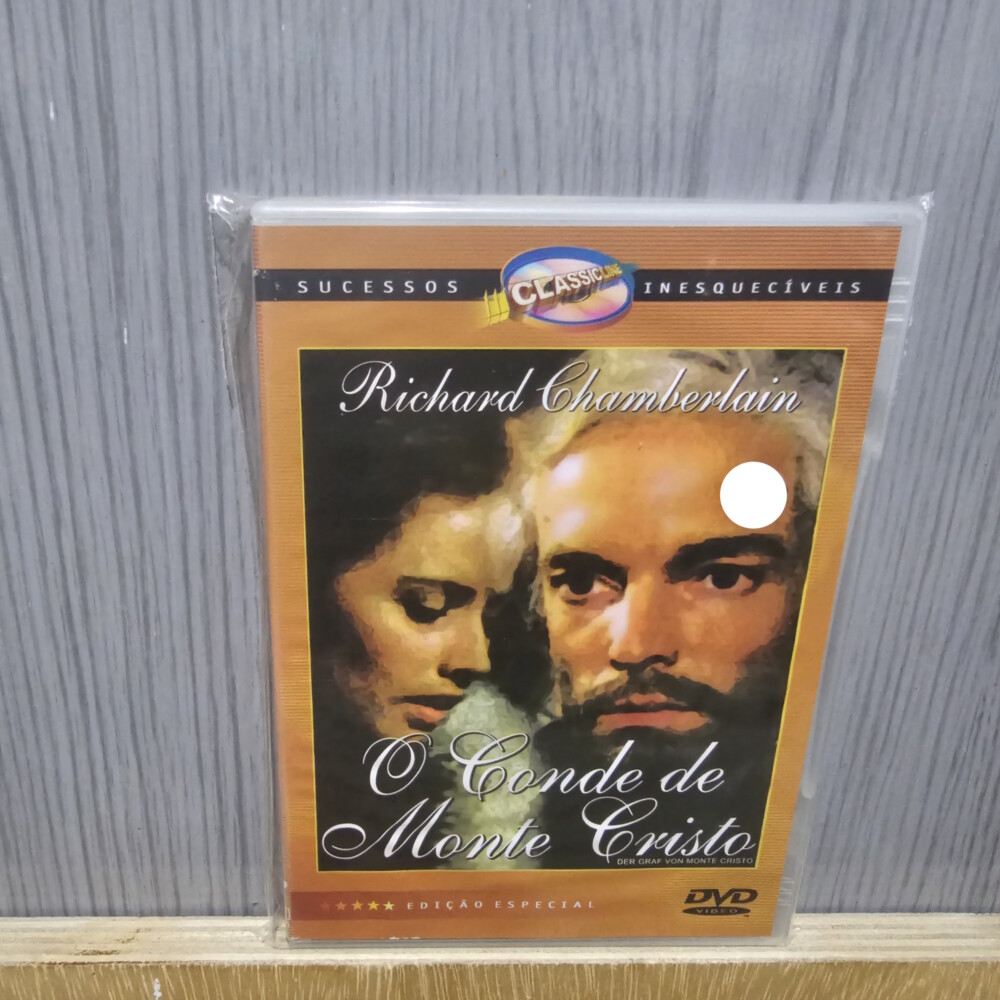 SUCESSOS CLASSICLINE INESQUECÍVEIS
Richard Chamberlain
O Conde de
Monte Cristo
DER GRAF VON MONTE CRISTO
EDIÇÃO ESPECIAL
DVD
VIDEO